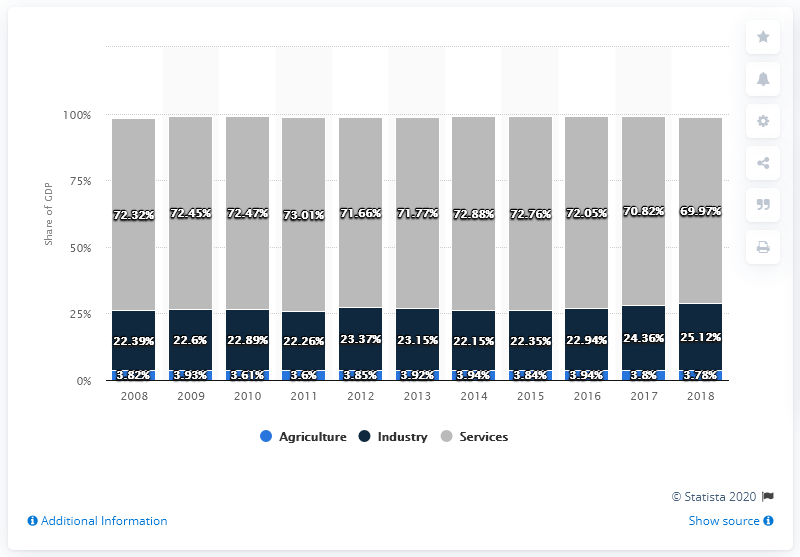 100%
75%
50%
25%
0%
Share of GDP
72.32% 72.45% 72.47% 73.01% 71.66% 71.77% 72.88% 72.76% 72.05% 70.82% 69.97%
22.39% 22.6% 22.89% 22.26% 23.37% 23.15% 22.15% 22.35% 22.94% 24.36% 25.12%
3.82% 3.93% 3.61% 3.6% 3.85% 3.92% 3.94% 3.84% 3.94% 3.8% 3.78%
2008 2009 2010 2011 2012 2013 2014 2015 2016 2017 2018
Agriculture Industry Services
© Statista 2020
Additional Information
Show source